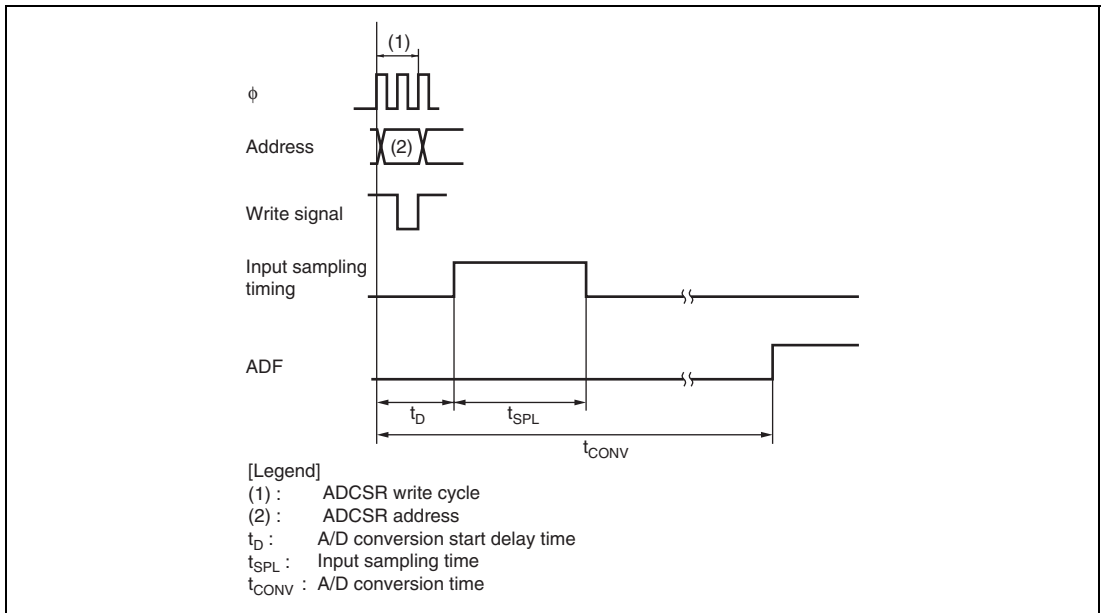 (1)
φ
Address
(2)
Write signal
Input sampling
timing
ADF
tD
tSPL
tCONV
[Legend]
(1) : ADCSR write cycle
(2) : ADCSR address
tD : A/D conversion start delay time
tSPL : Input sampling time
tCONV : A/D conversion time